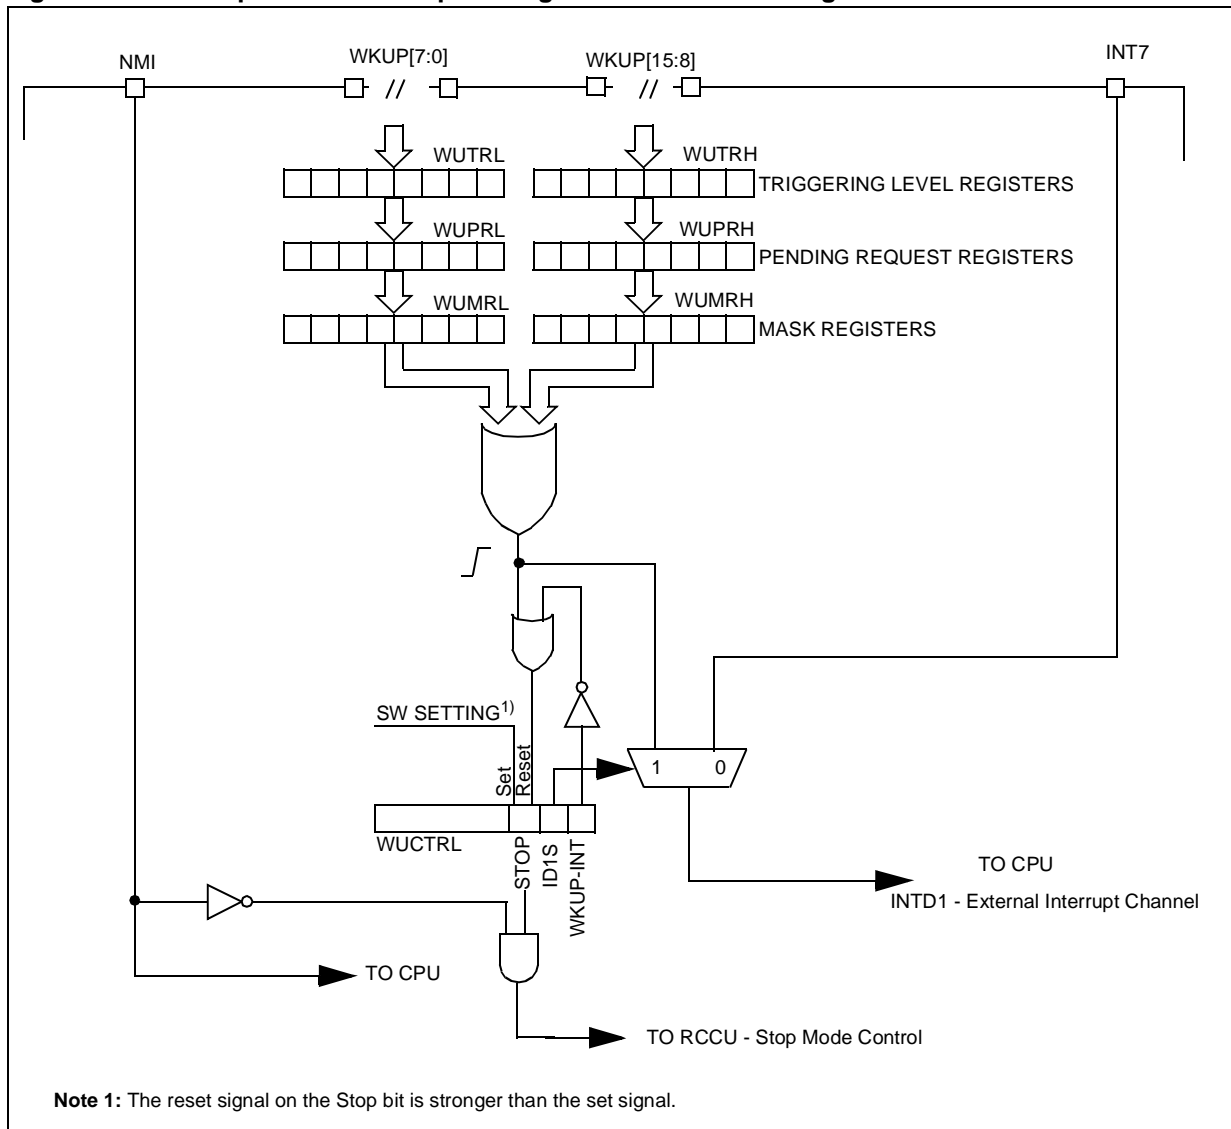 NMI
WKUP[7:0]
WKUP[15:8]
INT7
WUTRL
WUTRH
TRIGGERING LEVEL REGISTERS
WUPRL
WUPRH
PENDING REQUEST REGISTERS
WUMRL
WUMRH
MASK REGISTERS
SW SETTING1)
Set
Reset
1
0
WUCTRL
STOP
ID1S
WKUP-INT
TO CPU
INTD1 - External Interrupt Channel
TO CPU
TO RCCU - Stop Mode Control
Note 1: The reset signal on the Stop bit is stronger than the set signal.